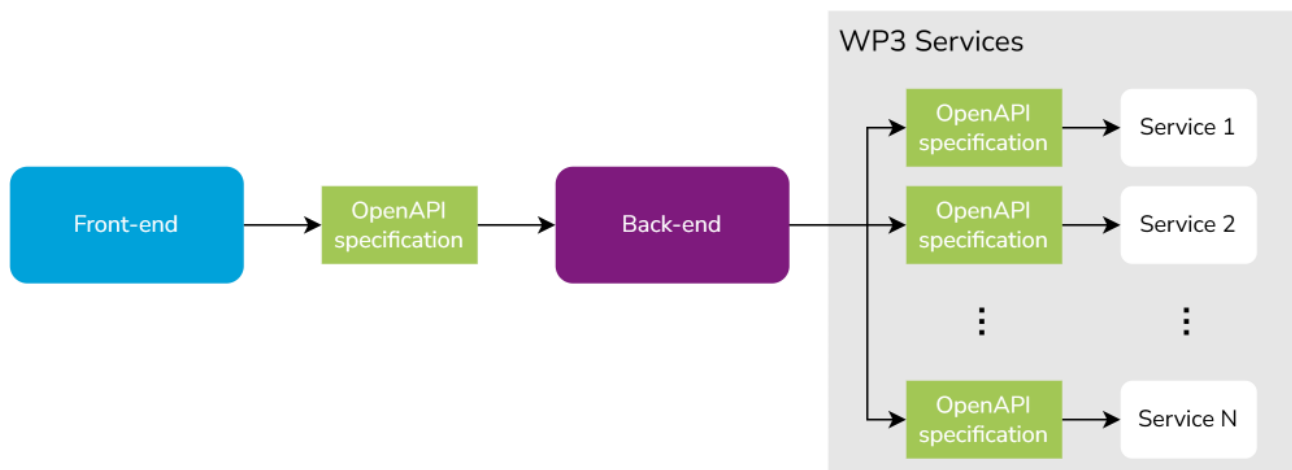 WP3 Services
Front-end
OpenAPI
specification
Back-end
OpenAPI
specification
Service 1
OpenAPI
specification
Service 2
OpenAPI
specification
Service N